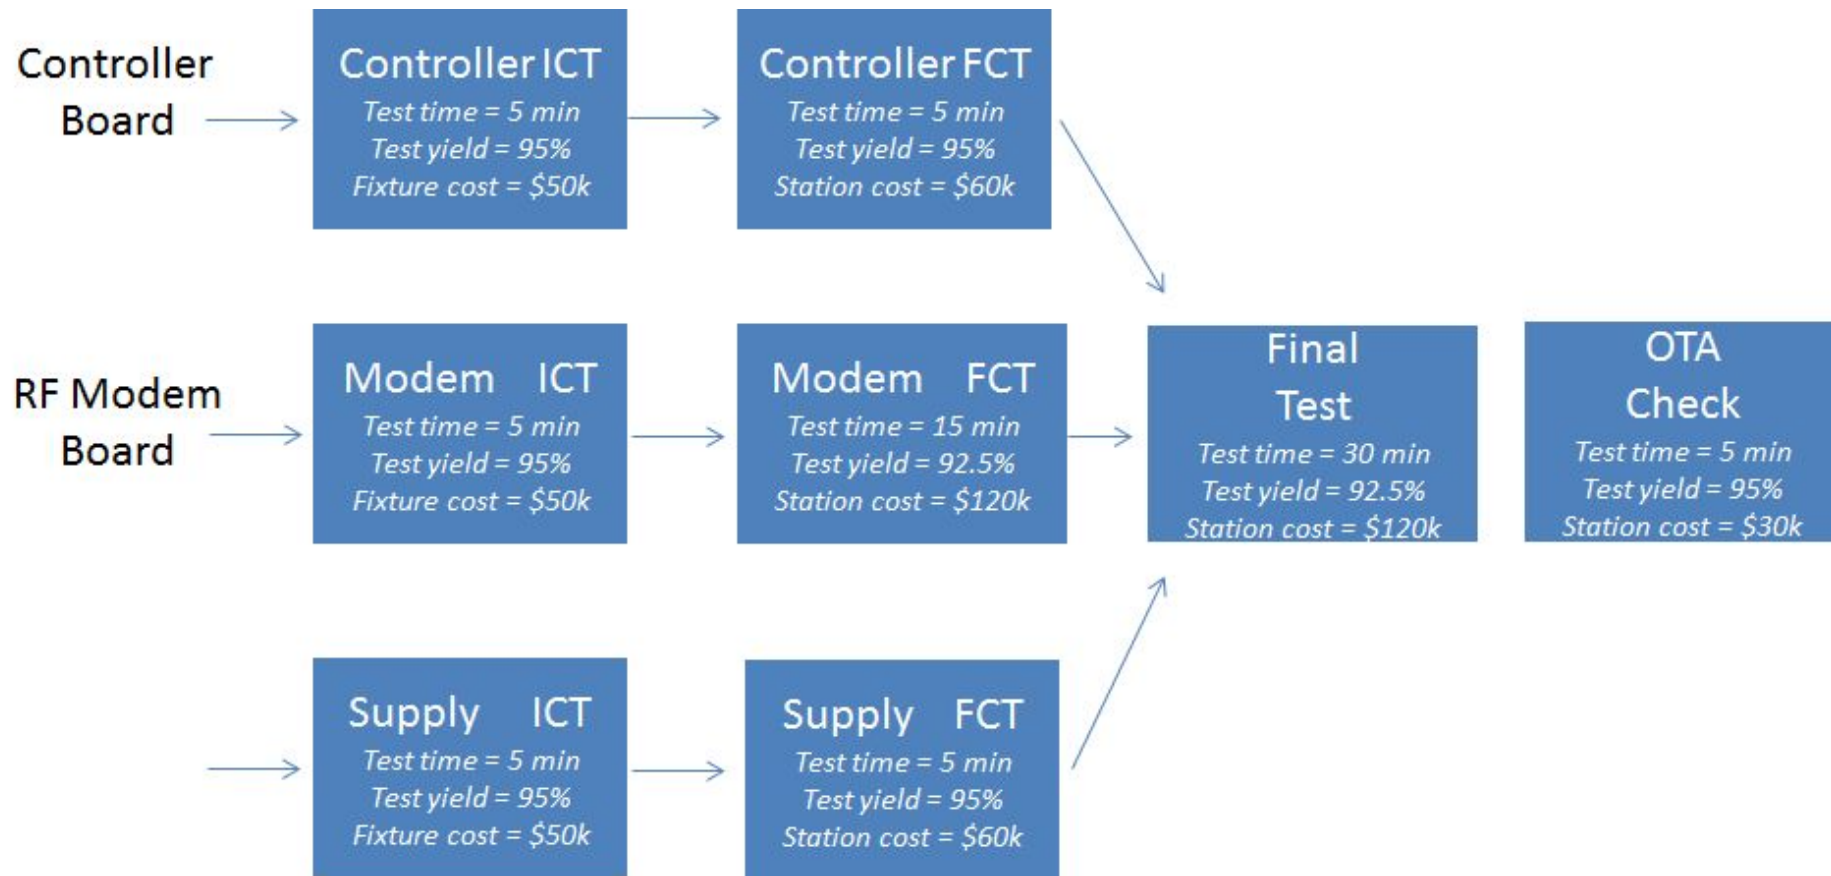 Controller
Board
Controller ICT
Test time = 5 min
Test yield = 95%
Fixture cost = $50k
Controller FCT
Test time = 5 min
Test yield = 95%
Station cost = $60k
RF Modem
Board
Modem ICT
Test time = 5 min
Test yield = 95%
Fixture cost = $50k
Modem FCT
Test time = 15 min
Test yield = 92.5%
Station cost = $120k
Final
Test
Test time = 30 min
Test yield = 92.5%
Station cost = $120k
OTA
Check
Test time = 5 min
Test yield = 95%
Station cost = $30k
Supply ICT
Test time = 5 min
Test yield = 95%
Fixture cost = $50k
Supply FCT
Test time = 5 min
Test yield = 95%
Station cost = $60k